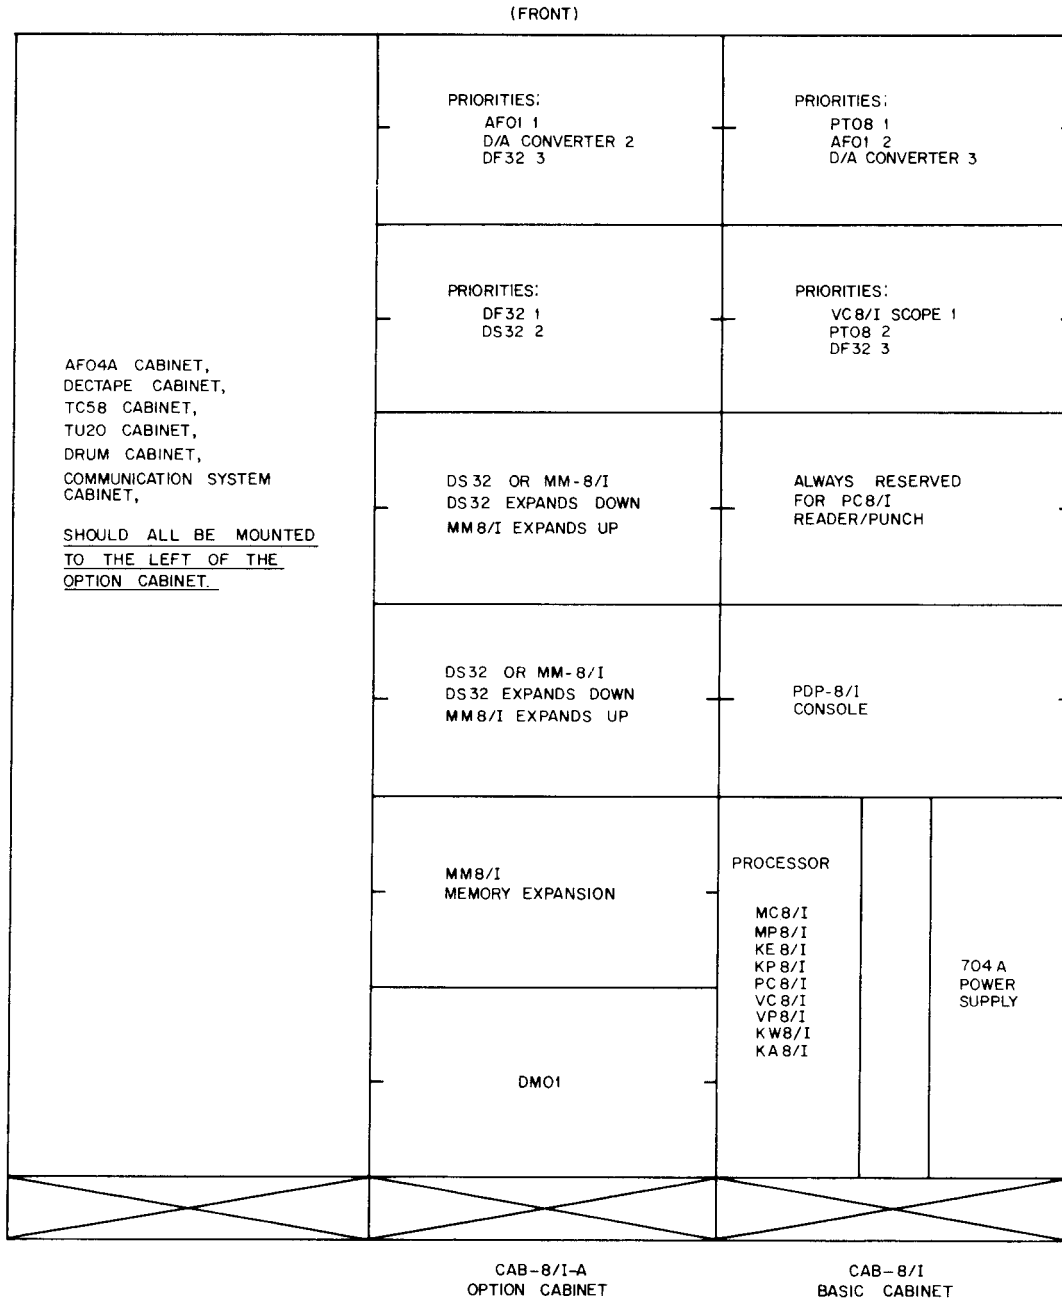 (FRONT)
AF04A CABINET,
DECTAPE CABINET,
TC58 CABINET,
TU20 CABINET,
DRUM CABINET,
COMMUNICATION SYSTEM
CABINET,
SHOULD ALL BE MOUNTED
TO THE LEFT OF THE
OPTION CABINET.
PRIORITIES:
AF01 1
D/A CONVERTER 2
DF32 3
PRIORITIES:
DF32 1
DS32 2
DS32 OR MM-8/I
DS32 EXPANDS DOWN
MM8/I EXPANDS UP
DS32 OR MM-8/I
DS32 EXPANDS DOWN
MM8/I EXPANDS UP
MM8/I
MEMORY EXPANSION
DM01
CAB-8/I-A
OPTION CABINET
PRIORITIES:
PT08 1
AF01 2
D/A CONVERTER 3
PRIORITIES:
VC8/I SCOPE 1
PT08 2
DF32 3
ALWAYS RESERVED
FOR PC8/I
READER/PUNCH
PDP-8/I
CONSOLE
PROCESSOR
MC8/I
MP8/I
KE8/I
KP8/I
PC8/I
VC8/I
VP8/I
KW8/I
KA8/I
704A
POWER
SUPPLY
CAB-8/I
BASIC CABINET